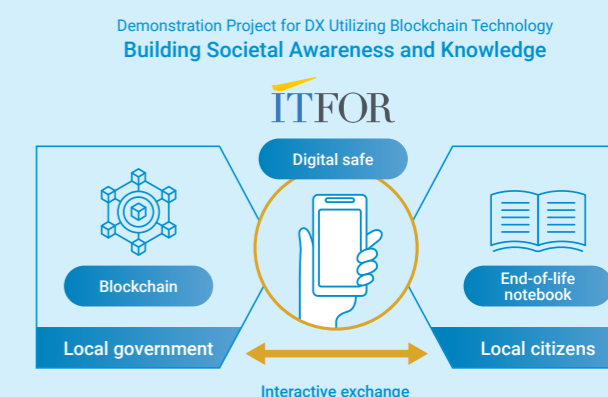 Demonstration Project for DX Utilizing Blockchain Technology
Building Societal Awareness and Knowledge
ITFOR
Digital safe
Blockchain
End-of-life
notebook
Local government
Local citizens
Interactive exchange